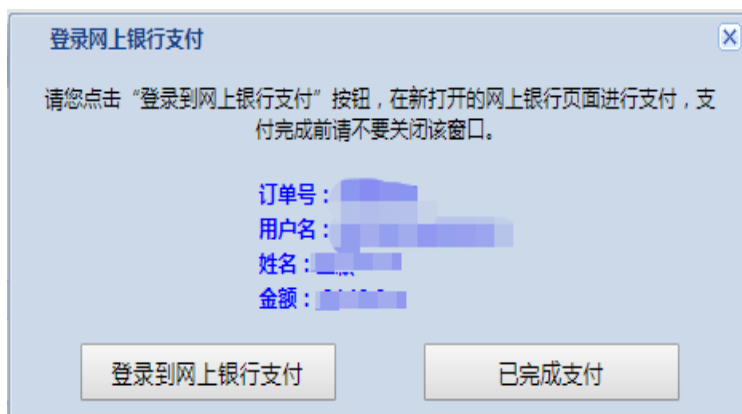 登录网上银行支付
请您点击“登录到网上银行支付”按钮，在新打开的网上银行页面进行支付，支
付完成前请不要关闭该窗口。
订单号：
用户名：
姓名：
金额：
登录到网上银行支付
已完成支付